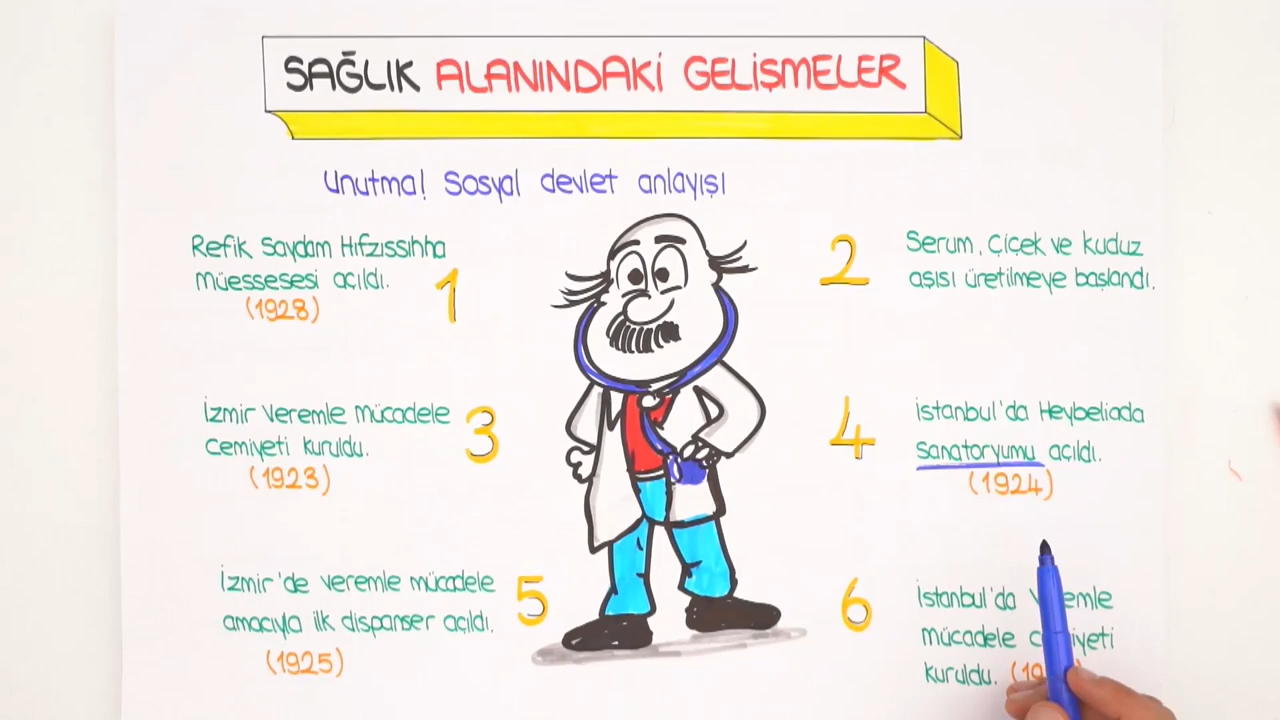 SAĞLIK ALANINDAKİ GELİŞMELER
Unutma! Sosyal devlet anlayışı
Refik Saydam Hıfzıssıhha
müessesesi açıldı.
(1928)
1
2
Serum, Çiçek ve kuduz
aşısı üretilmeye başlandı.
İzmir Veremle mücadele
cemiyeti kuruldu.
(1923)
3
4
İstanbul'da Heybeliada
sanatoryumu açıldı.
(1924)
İzmir'de veremle mücadele
amacıyla ilk dispanser açıldı.
(1925)
5
6
İstanbul'da
mücadele
kuruldu.